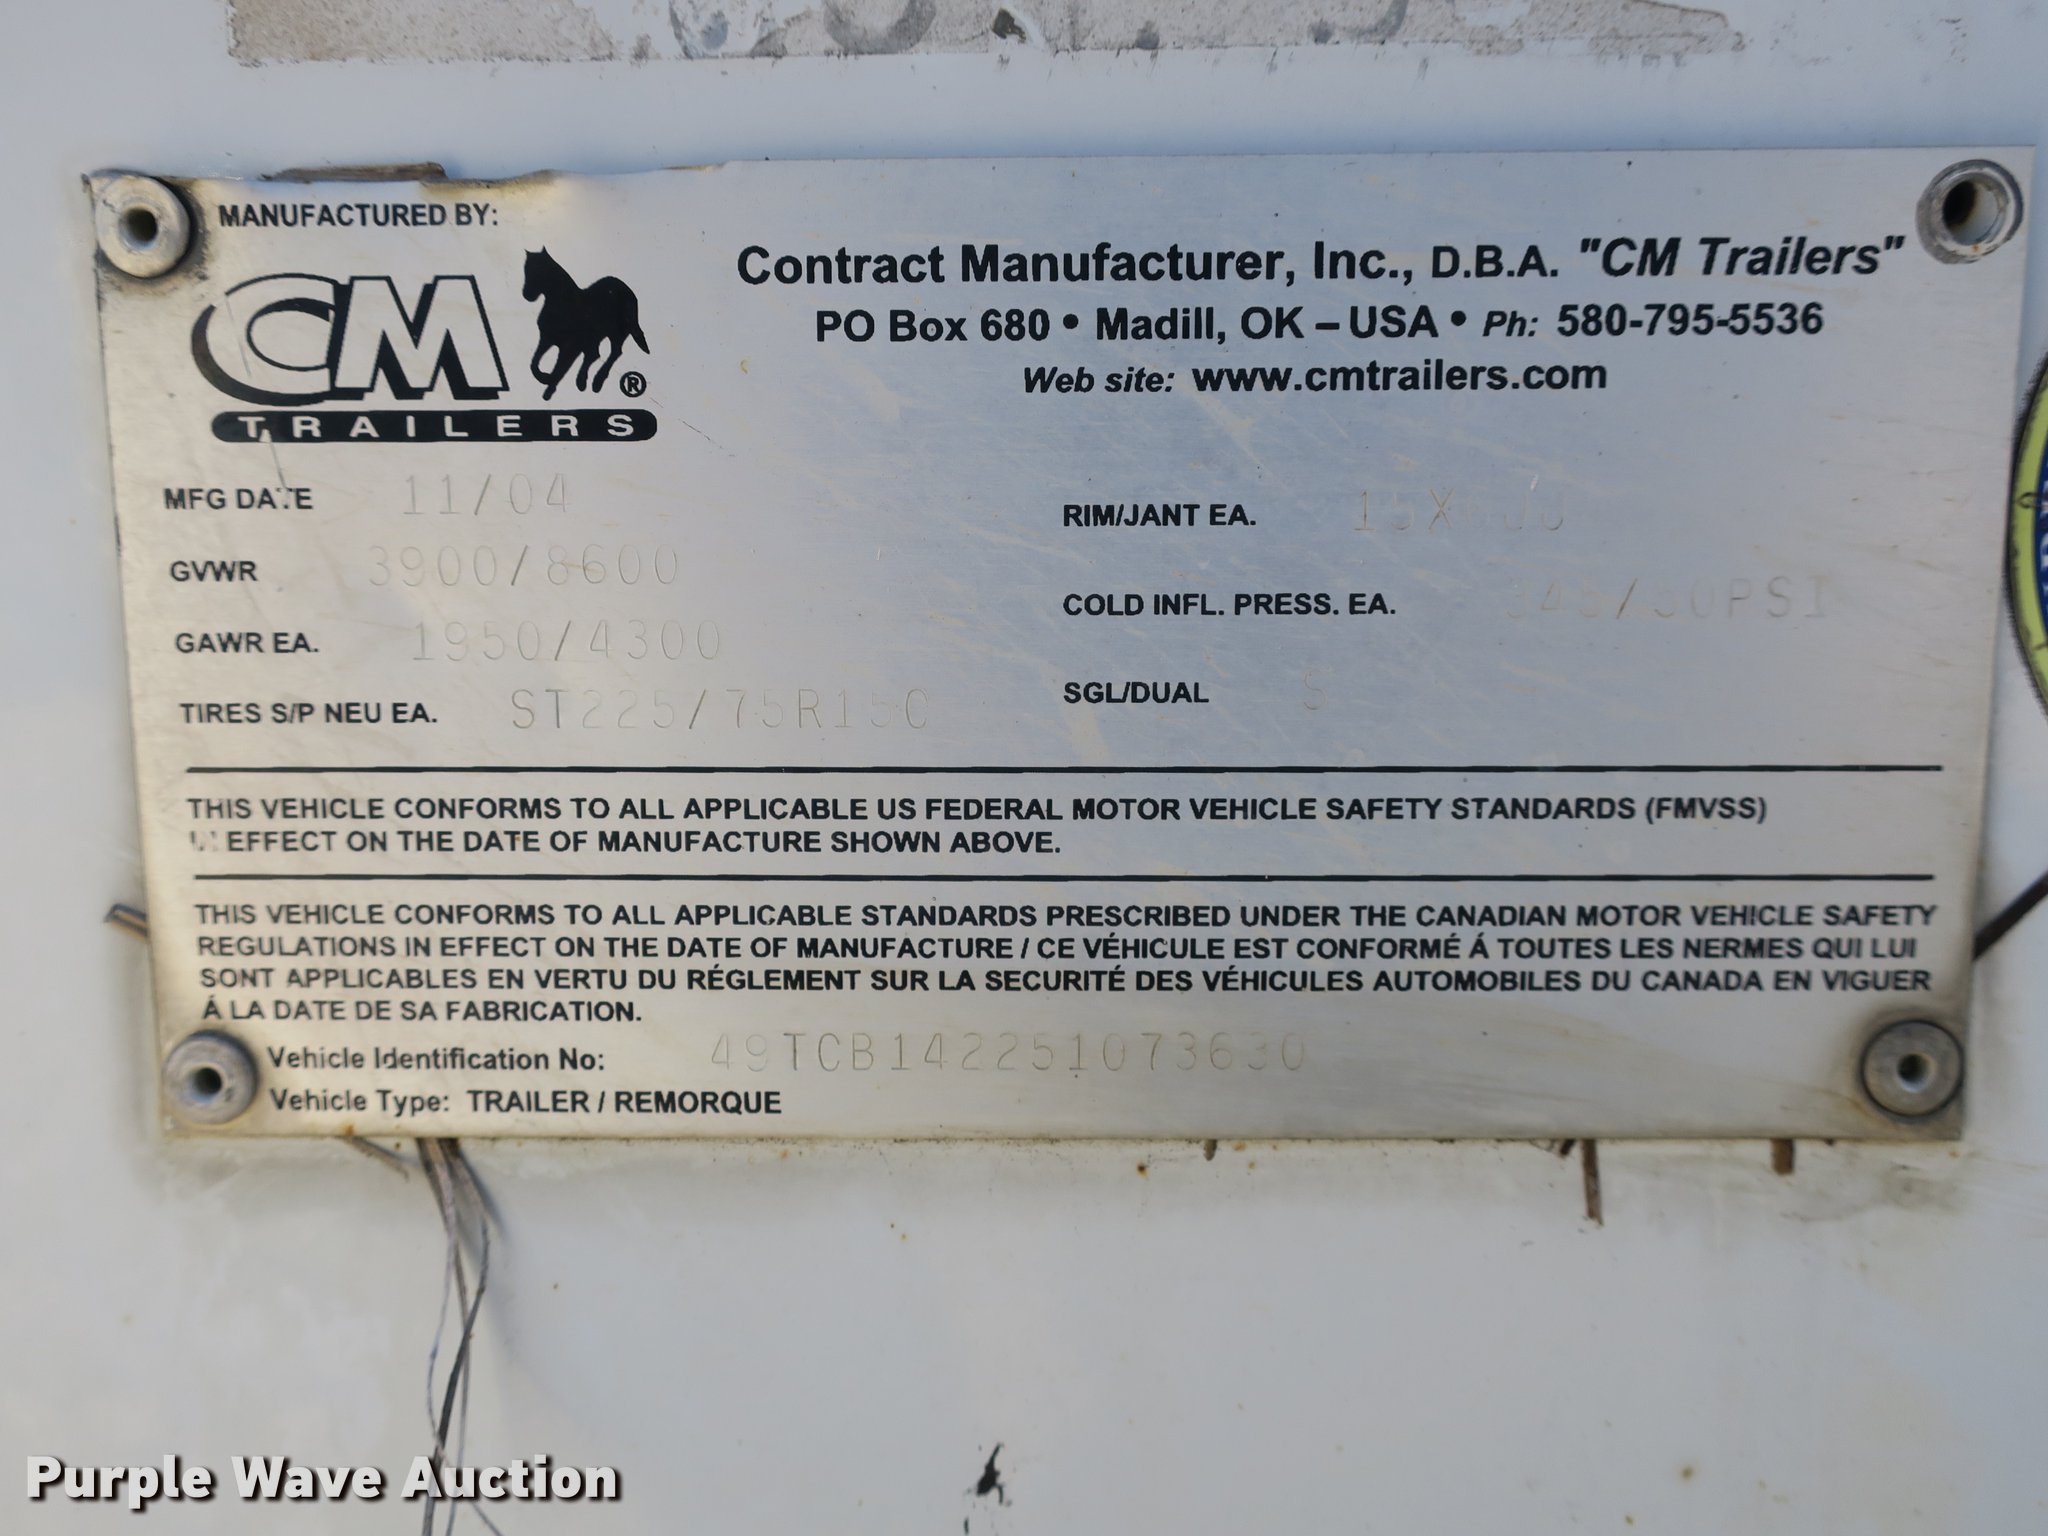 MANUFACTURED BY:
CM ®
TRAILERS
Contract Manufacturer, Inc., D.B.A. "CM Trailers"
PO Box 680 • Madill, OK – USA • Ph: 580-795-5536
Web site: www.cmtrailers.com
MFG DATE 11/04
GVWR 3900/8600
GAWR EA. 1950/4300
TIRES S/P NEU EA. ST225/75R15C
RIM/JANT EA. 15X6JJ
COLD INFL. PRESS. EA.
SGL/DUAL S
THIS VEHICLE CONFORMS TO ALL APPLICABLE US FEDERAL MOTOR VEHICLE SAFETY STANDARDS (FMVSS)
IN EFFECT ON THE DATE OF MANUFACTURE SHOWN ABOVE.
THIS VEHICLE CONFORMS TO ALL APPLICABLE STANDARDS PRESCRIBED UNDER THE CANADIAN MOTOR VEHICLE SAFETY
REGULATIONS IN EFFECT ON THE DATE OF MANUFACTURE / CE VÉHICULE EST CONFORMÉ Á TOUTES LES NERMES QUI LUI
SONT APPLICABLES EN VERTU DU RÉGLEMENT SUR LA SECURITÉ DES VÉHICULES AUTOMOBILES DU CANADA EN VIGUER
Á LA DATE DE SA FABRICATION.
Vehicle Identification No: 49TCB142251073630
Vehicle Type: TRAILER / REMORQUE
Purple Wave Auction